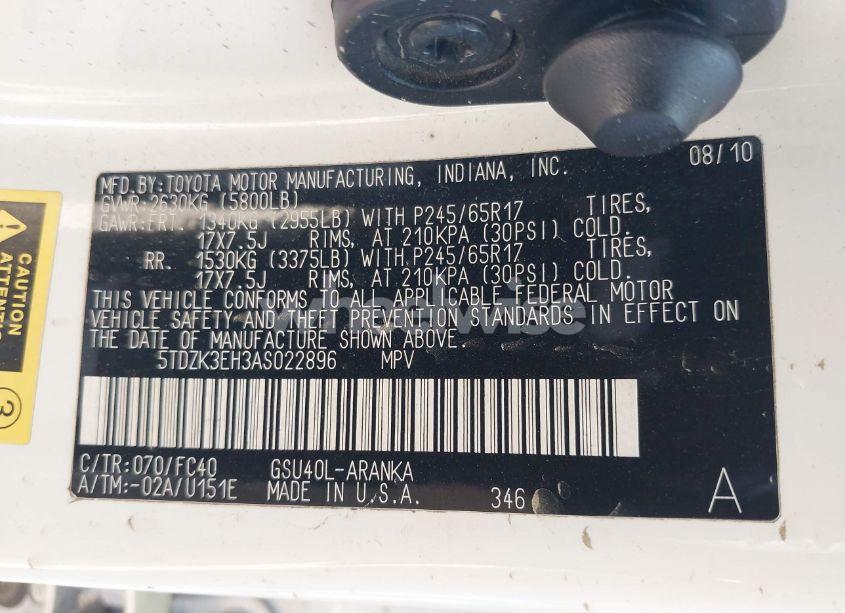 MFD.BY:TOYOTA MOTOR MANUFACTURING, INDIANA, INC. 08/10
GVWR:2630KG (5800LB)
GAWR:FRT. 1340KG (2955LB) WITH P245/65R17 TIRES,
17X7.5J RIMS, AT 210KPA (30PSI) COLD.
RR. 1530KG (3375LB) WITH P245/65R17 TIRES,
17X7.5J RIMS, AT 210KPA (30PSI) COLD.
THIS VEHICLE CONFORMS TO ALL APPLICABLE FEDERAL MOTOR
VEHICLE SAFETY AND THEFT PREVENTION STANDARDS IN EFFECT ON
THE DATE OF MANUFACTURE SHOWN ABOVE.
5TDZK3EH3AS022896 MPV
C/TR:070/FC40 GSU40L-ARANKA
A/TM:-02A/U151E MADE IN U.S.A. 346 A
CAUTION
3
wheelwise